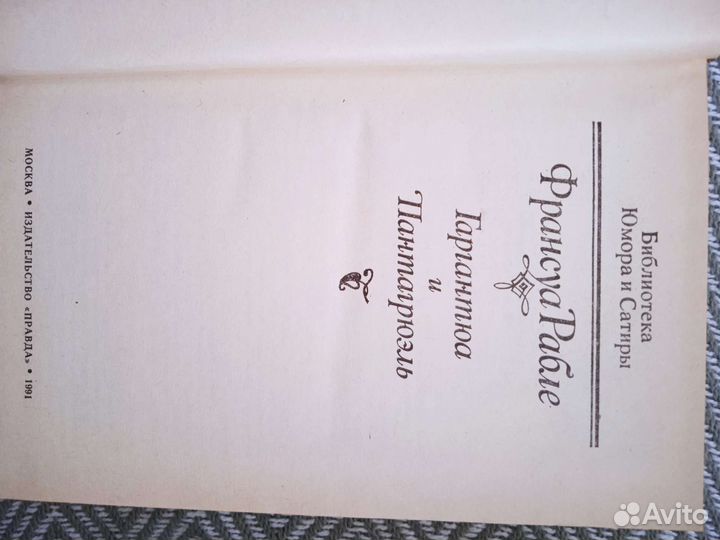 Библиотека
Юмора и Сатиры
Франсуа Рабле
Гаргантюа
и
Пантагрюэль
МОСКВА • ИЗДАТЕЛЬСТВО «ПРАВДА» • 1991
Avito